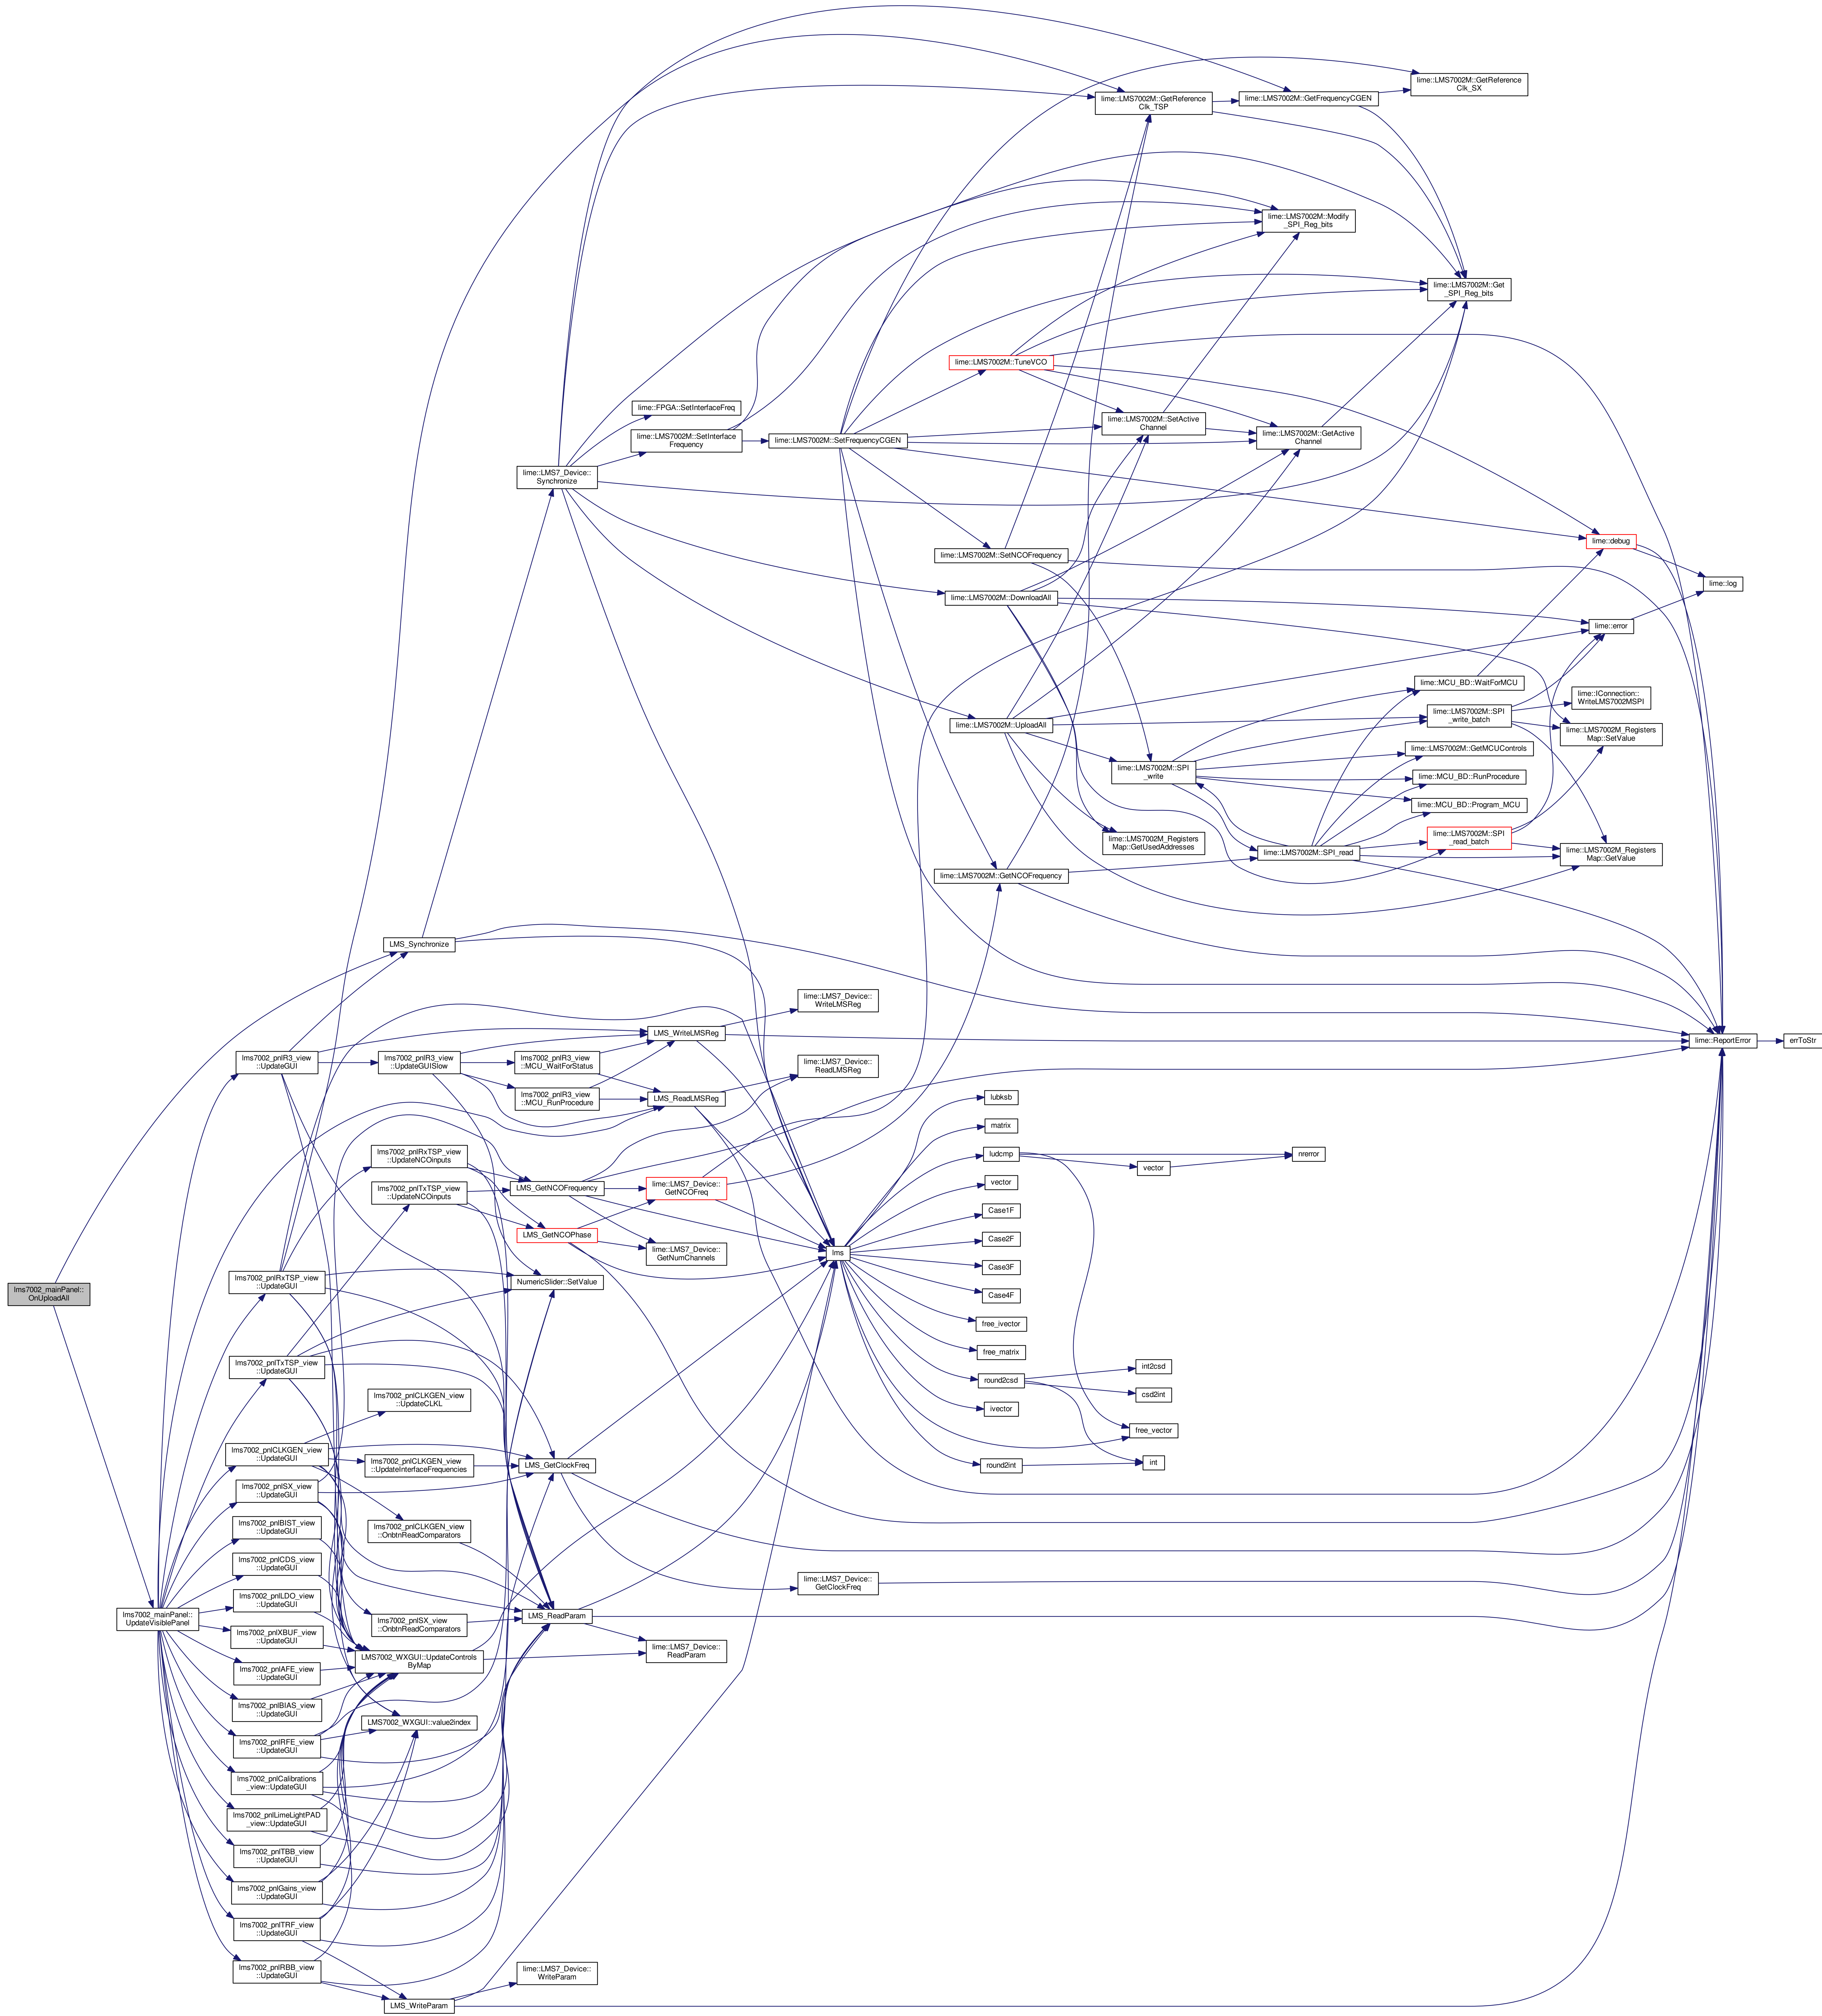 lms7002_mainPanel::
OnUploadAll
lms7002_mainPanel::
UpdateVisiblePanel
lms7002_pnlR3_view
::UpdateGUI
lms7002_pnlRxTSP_view
::UpdateGUI
lms7002_pnlTxTSP_view
::UpdateGUI
lms7002_pnlCLKGEN_view
::UpdateGUI
lms7002_pnlSX_view
::UpdateGUI
lms7002_pnlBIST_view
::UpdateGUI
lms7002_pnlCDS_view
::UpdateGUI
lms7002_pnlLDO_view
::UpdateGUI
lms7002_pnlXBUF_view
::UpdateGUI
lms7002_pnlAFE_view
::UpdateGUI
lms7002_pnlBIAS_view
::UpdateGUI
lms7002_pnlRFE_view
::UpdateGUI
lms7002_pnlCalibrations
_view::UpdateGUI
lms7002_pnlLimeLightPAD
_view::UpdateGUI
lms7002_pnlTBB_view
::UpdateGUI
lms7002_pnlGains_view
::UpdateGUI
lms7002_pnlTRF_view
::UpdateGUI
lms7002_pnlRBB_view
::UpdateGUI
LMS_Synchronize
lms7002_pnlR3_view
::UpdateGUISlow
lms7002_pnlRxTSP_view
::UpdateNCOinputs
lms7002_pnlTxTSP_view
::UpdateNCOinputs
lms7002_pnlCLKGEN_view
::UpdateCLKL
lms7002_pnlCLKGEN_view
::UpdateInterfaceFrequencies
lms7002_pnlCLKGEN_view
::OnbtnReadComparators
lms7002_pnlSX_view
::OnbtnReadComparators
LMS7002_WXGUI::UpdateControls
ByMap
LMS7002_WXGUI::value2index
LMS_WriteParam
lime::LMS7_Device::
Synchronize
lms7002_pnlR3_view
::MCU_WaitForStatus
lms7002_pnlR3_view
::MCU_RunProcedure
LMS_GetNCOFrequency
LMS_GetNCOPhase
NumericSlider::SetValue
LMS_GetClockFreq
LMS_ReadParam
lime::LMS7_Device::
WriteParam
lime::FPGA::SetInterfaceFreq
lime::LMS7002M::SetInterface
Frequency
LMS_WriteLMSReg
LMS_ReadLMSReg
lime::LMS7_Device::
GetNCOFreq
lime::LMS7_Device::
GetNumChannels
lime::LMS7_Device::
ReadParam
lime::LMS7002M::SetFrequencyCGEN
lime::LMS7_Device::
WriteLMSReg
lime::LMS7_Device::
ReadLMSReg
lms
lime::LMS7_Device::
GetClockFreq
lime::LMS7002M::TuneVCO
lime::LMS7002M::SetNCOFrequency
lime::LMS7002M::DownloadAll
lime::LMS7002M::UploadAll
lime::LMS7002M::GetNCOFrequency
lubksb
matrix
ludcmp
vector
Case1F
Case2F
Case3F
Case4F
free_ivector
free_matrix
round2csd
ivector
round2int
lime::LMS7002M::GetReference
Clk_TSP
lime::LMS7002M::SetActive
Channel
lime::LMS7002M::SPI
_write
lime::LMS7002M_Registers
Map::GetUsedAddresses
vector
int2csd
csd2int
free_vector
int
lime::LMS7002M::GetFrequencyCGEN
lime::LMS7002M::Modify
_SPI_Reg_bits
lime::LMS7002M::GetActive
Channel
lime::LMS7002M::SPI_read
nrerror
lime::LMS7002M::GetReference
Clk_SX
lime::LMS7002M::Get
_SPI_Reg_bits
lime::MCU_BD::WaitForMCU
lime::LMS7002M::SPI
_write_batch
lime::LMS7002M::GetMCUControls
lime::MCU_BD::RunProcedure
lime::MCU_BD::Program_MCU
lime::LMS7002M::SPI
_read_batch
lime::debug
lime::error
lime::IConnection::
WriteLMS7002MSPI
lime::LMS7002M_Registers
Map::SetValue
lime::LMS7002M_Registers
Map::GetValue
lime::log
lime::ReportError
errToStr